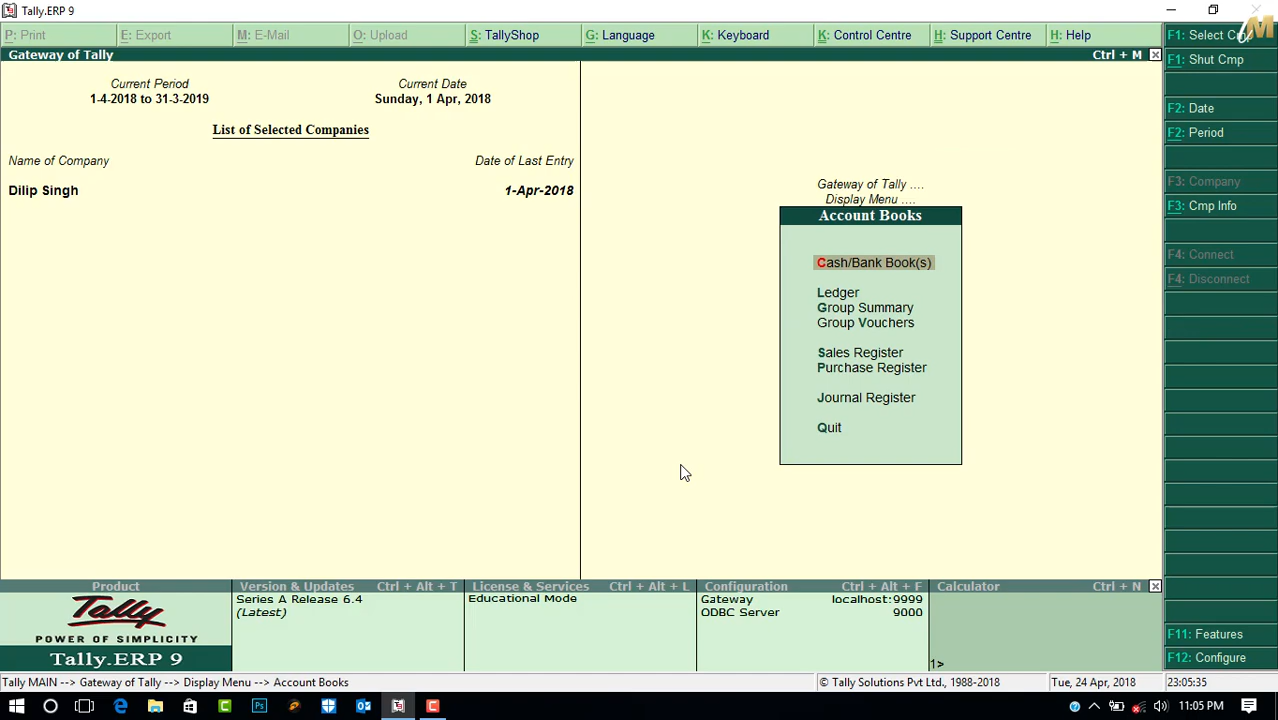 Tally.ERP 9
P: Print
E: Export
M: E-Mail
O: Upload
S: TallyShop
G: Language
K: Keyboard
K: Control Centre
H: Support Centre
H: Help
Gateway of Tally
Ctrl + M
Current Period
1-4-2018 to 31-3-2019
Current Date
Sunday, 1 Apr, 2018
List of Selected Companies
Name of Company
Date of Last Entry
Dilip Singh
1-Apr-2018
Gateway of Tally ....
Display Menu ....
Account Books
Cash/Bank Book(s)
Ledger
Group Summary
Group Vouchers
Sales Register
Purchase Register
Journal Register
Quit
F1: Select
F1: Shut Cmp
F2: Date
F2: Period
F3: Company
F3: Cmp Info
F4: Connect
F4: Disconnect
F11: Features
F12: Configure
Product
Tally
POWER OF SIMPLICITY
Tally.ERP 9
Version & Updates Ctrl + Alt + T
Series A Release 6.4
(Latest)
License & Services Ctrl + Alt + L
Educational Mode
Configuration Ctrl + Alt + F
Gateway localhost:9999
ODBC Server 9000
Calculator Ctrl + N
1>
Tally MAIN --> Gateway of Tally --> Display Menu --> Account Books
© Tally Solutions Pvt Ltd., 1988-2018
Tue, 24 Apr, 2018
23:05:35
11:05 PM